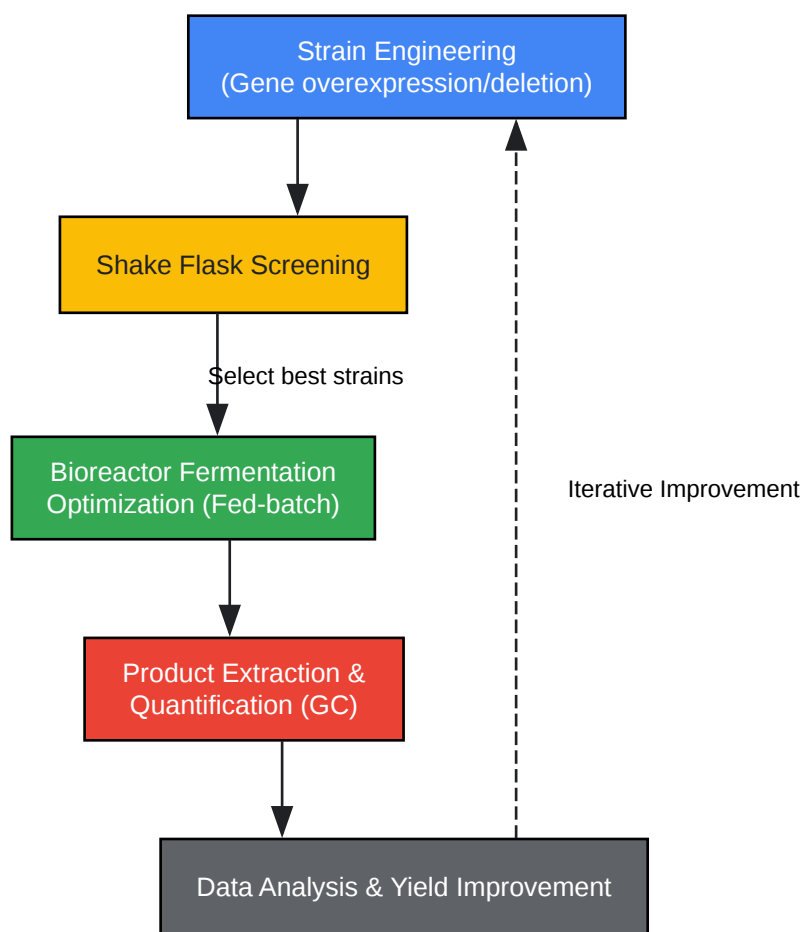 Strain Engineering
(Gene overexpression/deletion)
Shake Flask Screening
Select best strains
Bioreactor Fermentation
Optimization (Fed-batch)
Iterative Improvement
Product Extraction &
Quantification (GC)
Data Analysis & Yield Improvement